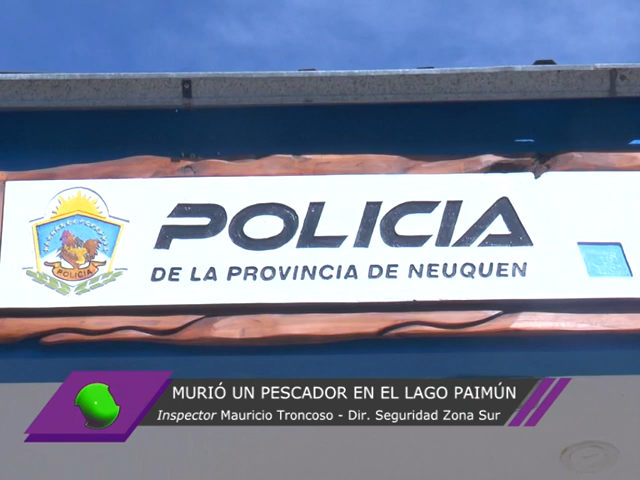 POLICIA
DE LA PROVINCIA DE NEUQUEN
POLICIA
MURIÓ UN PESCADOR EN EL LAGO PAIMÚN
Inspector Mauricio Troncoso - Dir. Seguridad Zona Sur